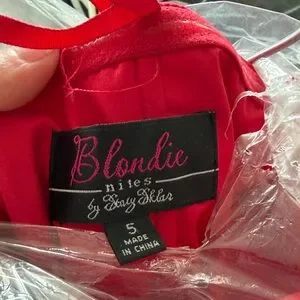 Blondie
nites
by Stacy Sklar
5
MADE
IN CHINA